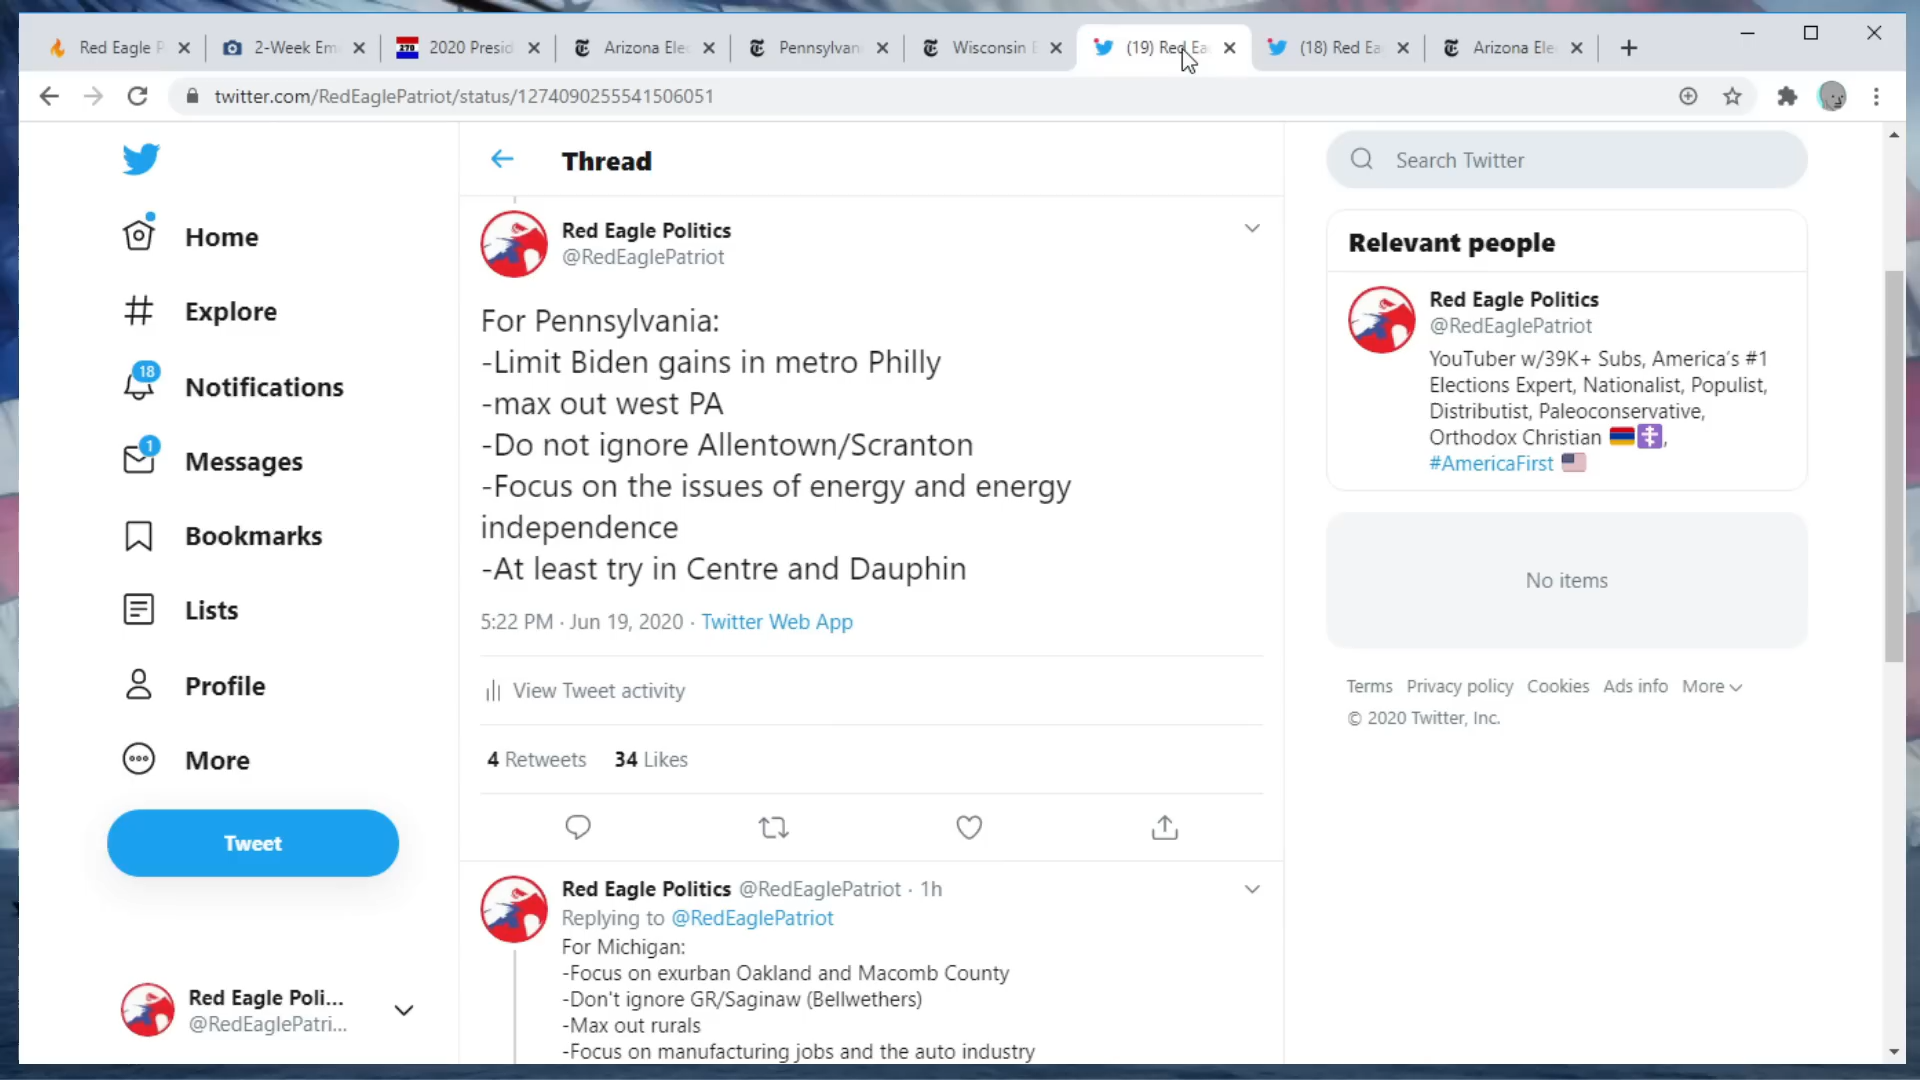 Red Eagle P
2-Week Em
270
2020 Presid
Arizona Ele
Pennsylvan
Wisconsin E
(19) Red Ea
(18) Red Ea
Arizona Ele
twitter.com/RedEaglePatriot/status/1274090255541506051
Home
Explore
18
Notifications
1
Messages
Bookmarks
Lists
Profile
More
Tweet
Red Eagle Poli...
@RedEaglePatri...
Thread
Red Eagle Politics
@RedEaglePatriot
For Pennsylvania:
-Limit Biden gains in metro Philly
-max out west PA
-Do not ignore Allentown/Scranton
-Focus on the issues of energy and energy
independence
-At least try in Centre and Dauphin
5:22 PM · Jun 19, 2020 · Twitter Web App
View Tweet activity
4 Retweets 34 Likes
Red Eagle Politics @RedEaglePatriot · 1h
Replying to @RedEaglePatriot
For Michigan:
-Focus on exurban Oakland and Macomb County
-Don't ignore GR/Saginaw (Bellwethers)
-Max out rurals
-Focus on manufacturing jobs and the auto industry
Search Twitter
Relevant people
Red Eagle Politics
@RedEaglePatriot
YouTuber w/39K+ Subs, America's #1
Elections Expert, Nationalist, Populist,
Distributist, Paleoconservative,
Orthodox Christian 🇦🇲☦️,
#AmericaFirst 🇺🇸
No items
Terms Privacy policy Cookies Ads info More
© 2020 Twitter, Inc.